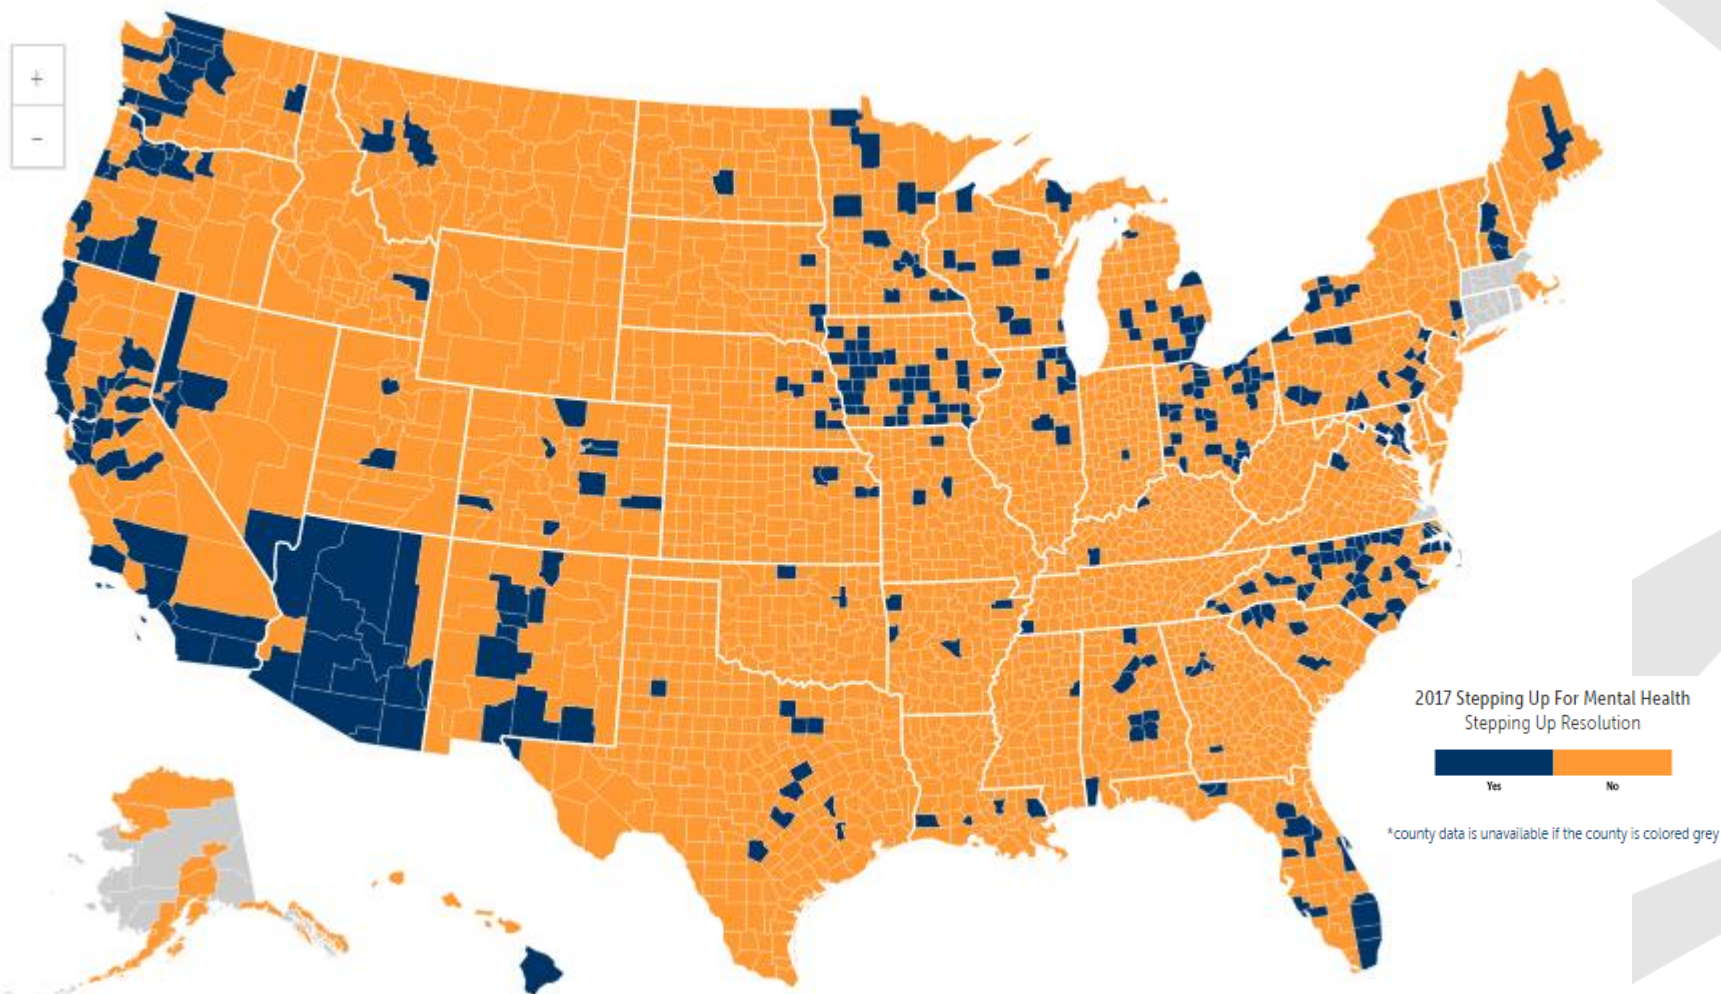 +
−
2017 Stepping Up For Mental Health
Stepping Up Resolution
Yes No
*county data is unavailable if the county is colored grey